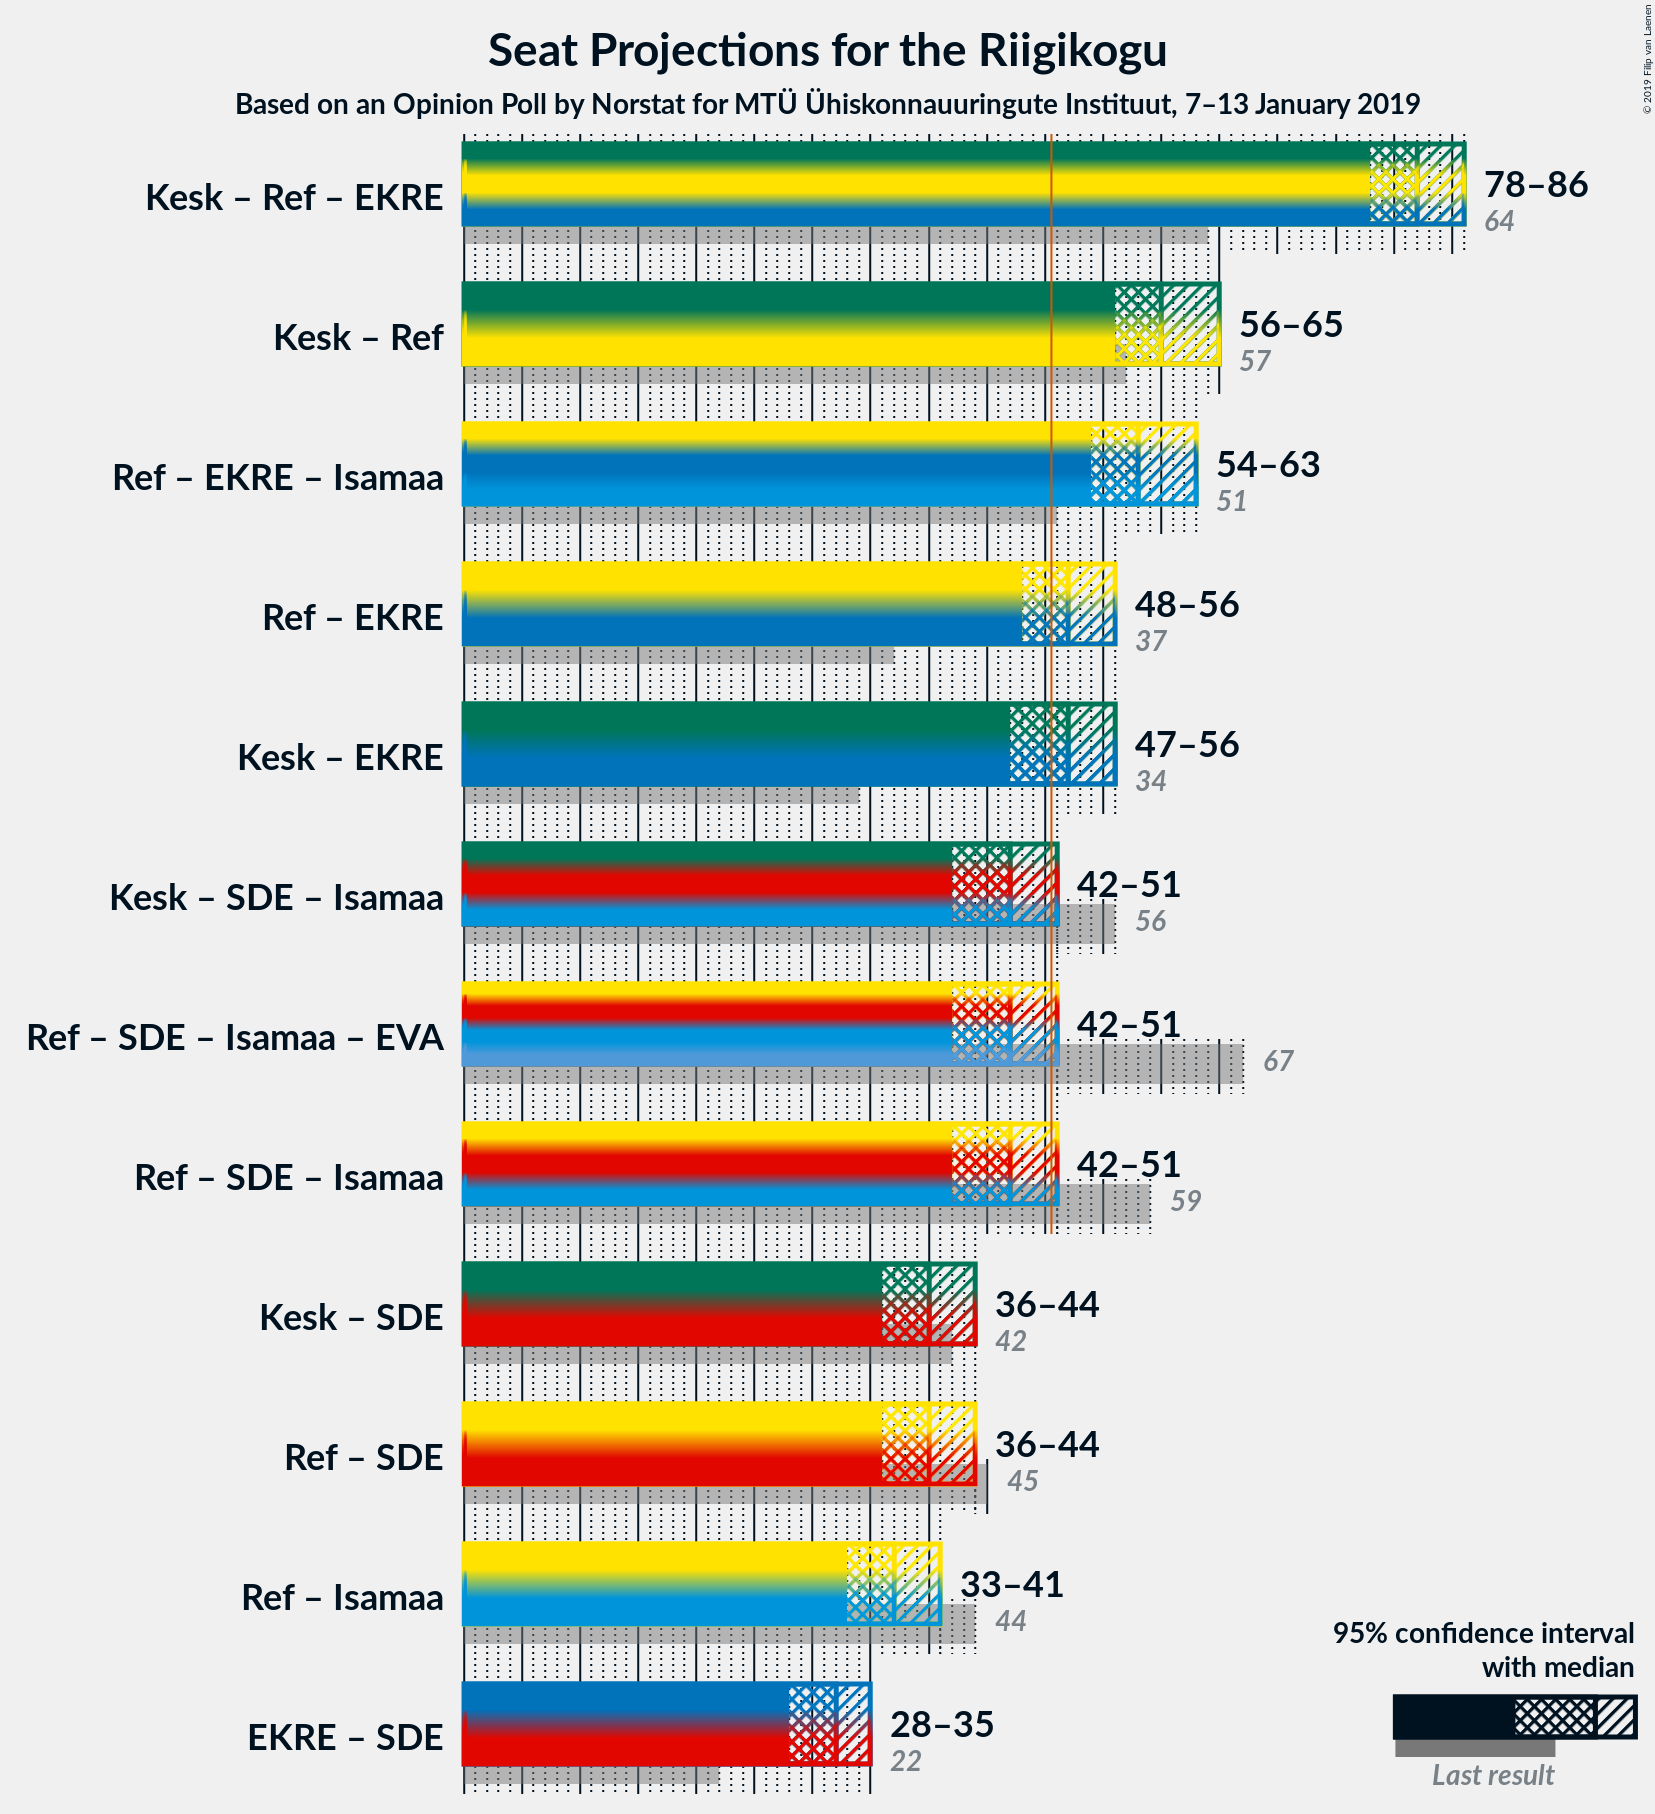 Seat Projections for the Riigikogu
Based on an Opinion Poll by Norstat for MTÜ Ühiskonnauuringute Instituut, 7–13 January 2019
© 2019 Filip van Laenen
Kesk – Ref – EKRE
78–86
64
Kesk – Ref
56–65
57
Ref – EKRE – Isamaa
54–63
51
Ref – EKRE
48–56
37
Kesk – EKRE
47–56
34
Kesk – SDE – Isamaa
42–51
56
Ref – SDE – Isamaa – EVA
42–51
67
Ref – SDE – Isamaa
42–51
59
Kesk – SDE
36–44
42
Ref – SDE
36–44
45
Ref – Isamaa
33–41
44
EKRE – SDE
28–35
22
95% confidence interval
with median
Last result